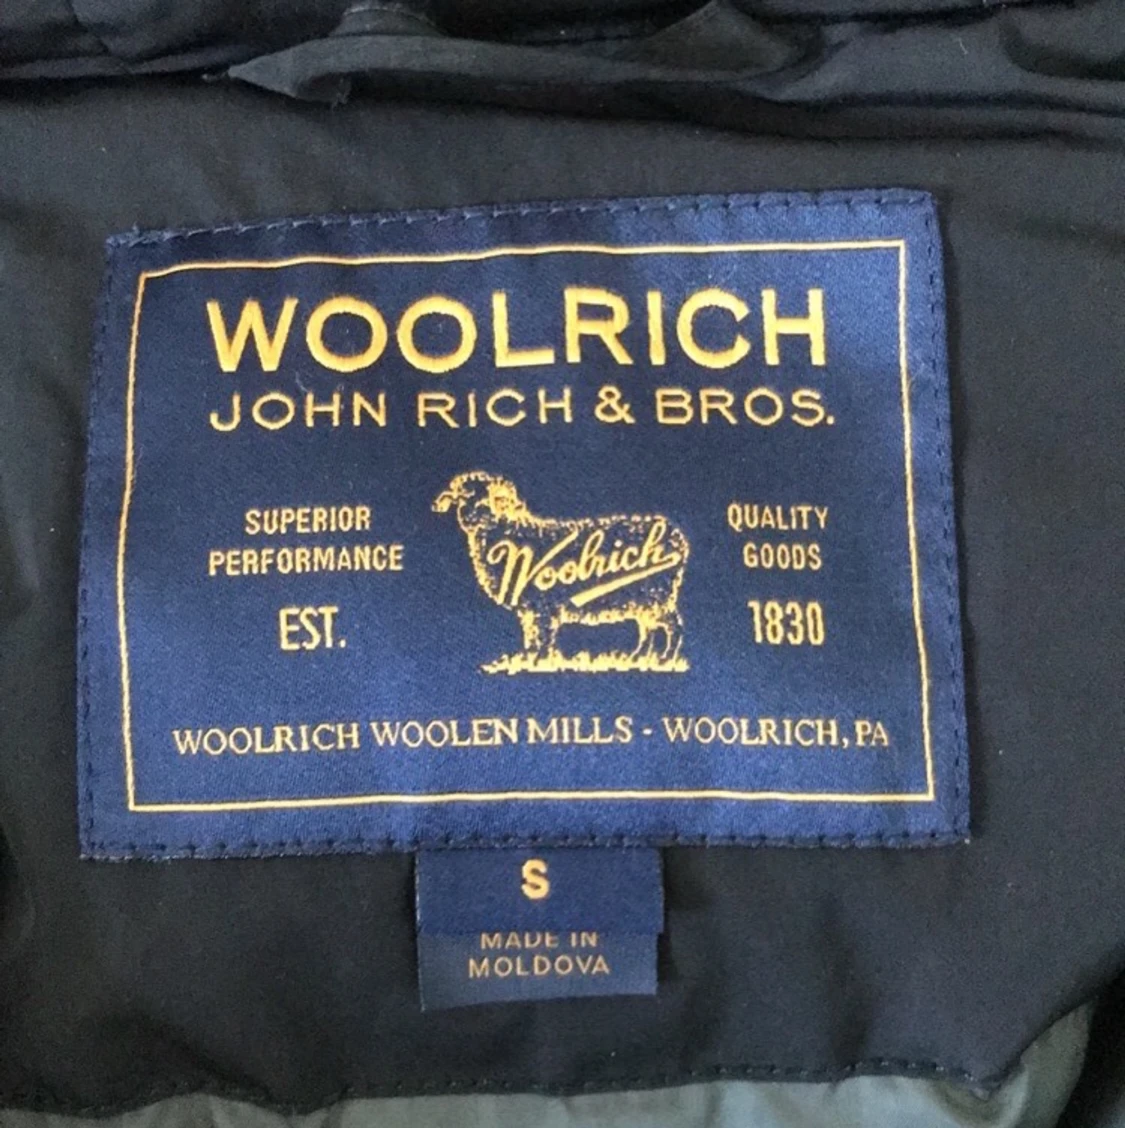 WOOLRICH
JOHN RICH & BROS.
SUPERIOR
PERFORMANCE
EST.
Woolrich
QUALITY
GOODS
1830
WOOLRICH WOOLEN MILLS - WOOLRICH, PA
S
MADE IN
MOLDOVA